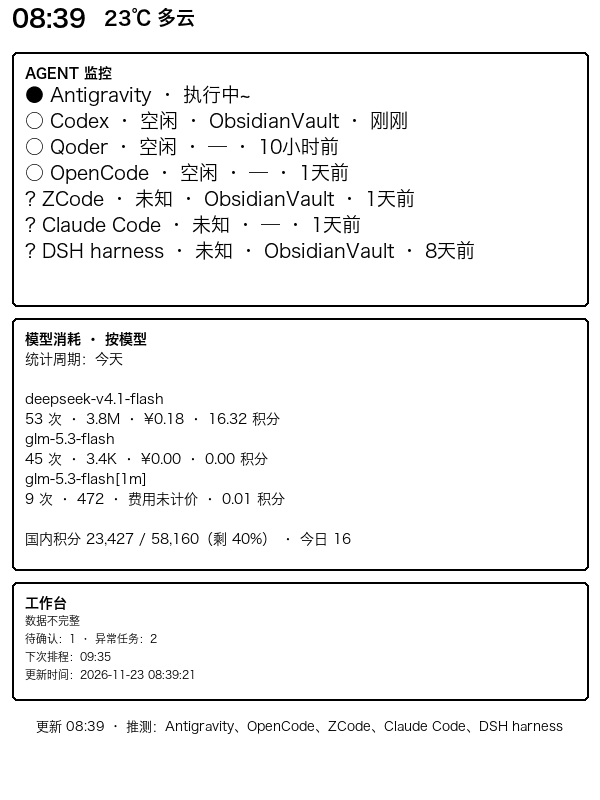 08:39 23℃ 多云
AGENT 监控
● Antigravity · 执行中~
○ Codex · 空闲 · ObsidianVault · 刚刚
○ Qoder · 空闲 · — · 10小时前
○ OpenCode · 空闲 · — · 1天前
? ZCode · 未知 · ObsidianVault · 1天前
? Claude Code · 未知 · — · 1天前
? DSH harness · 未知 · ObsidianVault · 8天前
模型消耗 · 按模型
统计周期：今天
deepseek-v4.1-flash
53 次 · 3.8M · ¥0.18 · 16.32 积分
glm-5.3-flash
45 次 · 3.4K · ¥0.00 · 0.00 积分
glm-5.3-flash[1m]
9 次 · 472 · 费用未计价 · 0.01 积分
国内积分 23,427 / 58,160（剩 40%） · 今日 16
工作台
数据不完整
待确认：1 · 异常任务：2
下次排程：09:35
更新时间：2026-11-23 08:39:21
更新 08:39 · 推测：Antigravity、OpenCode、ZCode、Claude Code、DSH harness